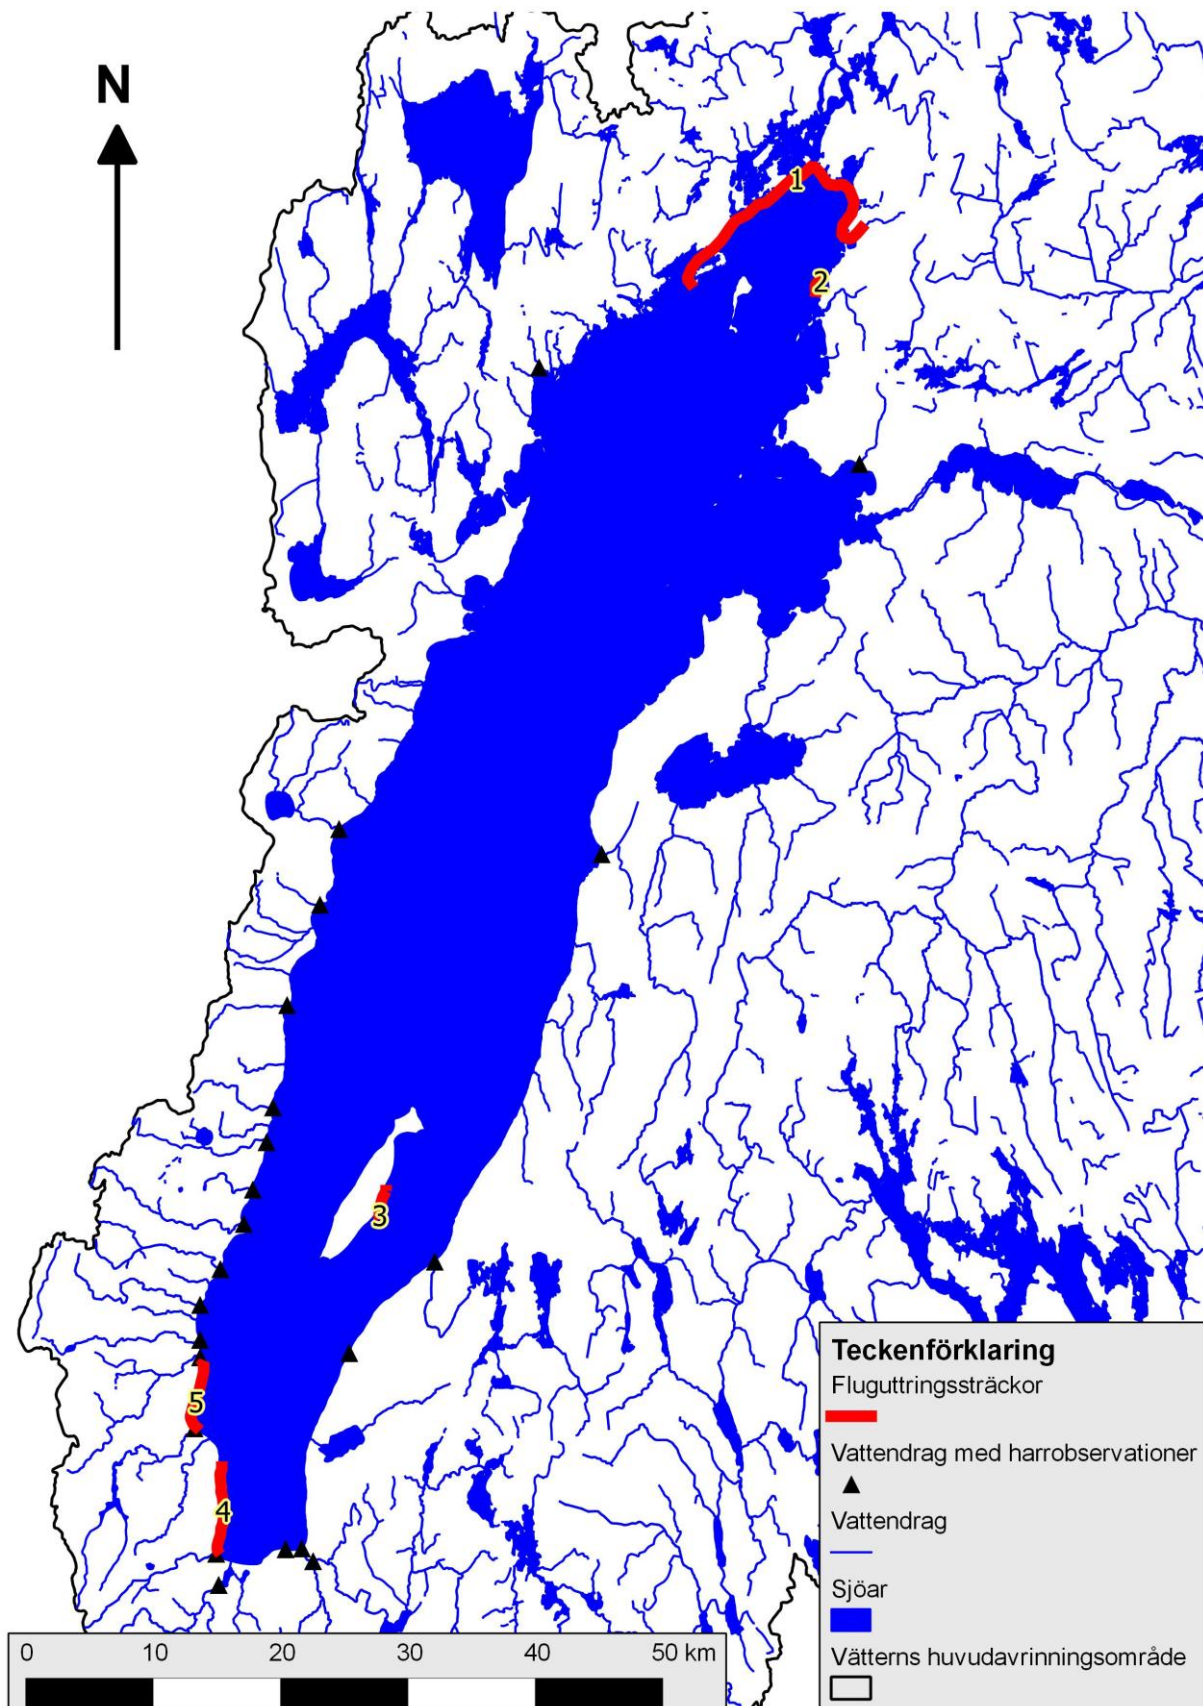 N
1
2
3
5
4
Teckenförklaring
Fluguttringssträckor
Vattendrag med harrobservationer
Vattendrag
Sjöar
Vätterns huvudavrinningsområde
0 10 20 30 40 50 km